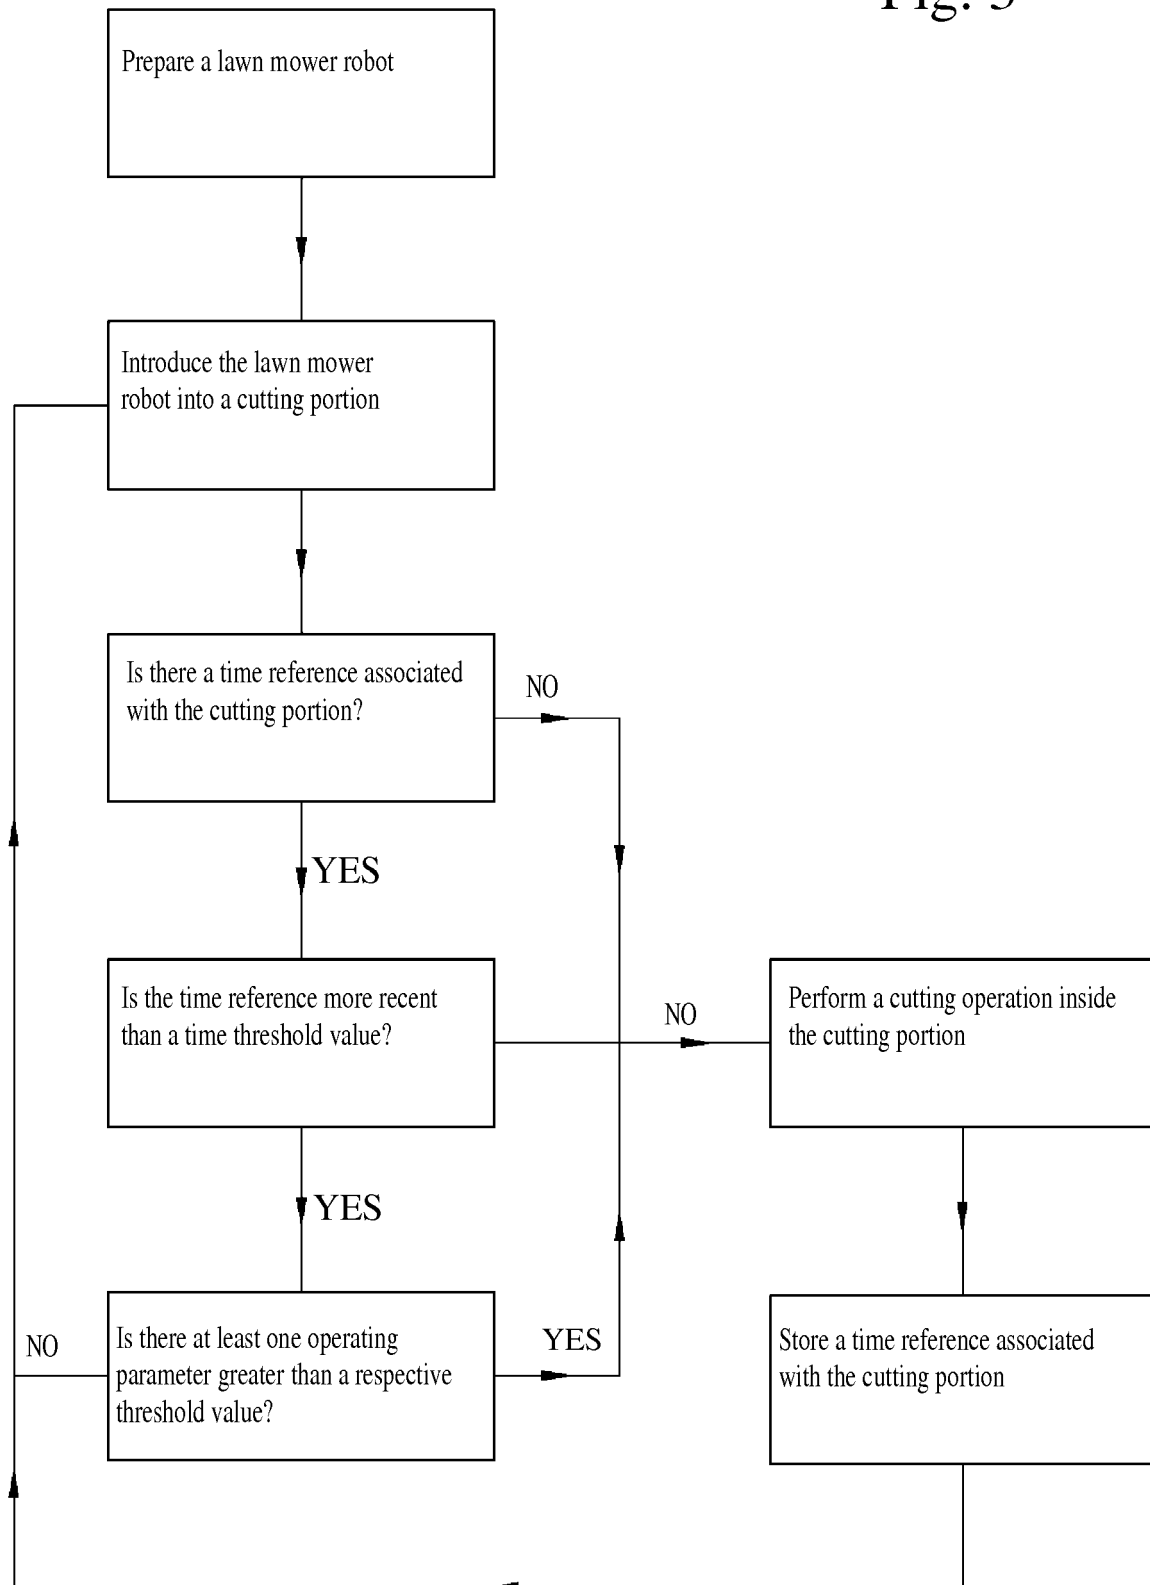 Prepare a lawn mower robot
Introduce the lawn mower
robot into a cutting portion
Is there a time reference associated
with the cutting portion?
NO
YES
Is the time reference more recent
than a time threshold value?
NO
Perform a cutting operation inside
the cutting portion
YES
NO
Is there at least one operating
parameter greater than a respective
threshold value?
YES
Store a time reference associated
with the cutting portion